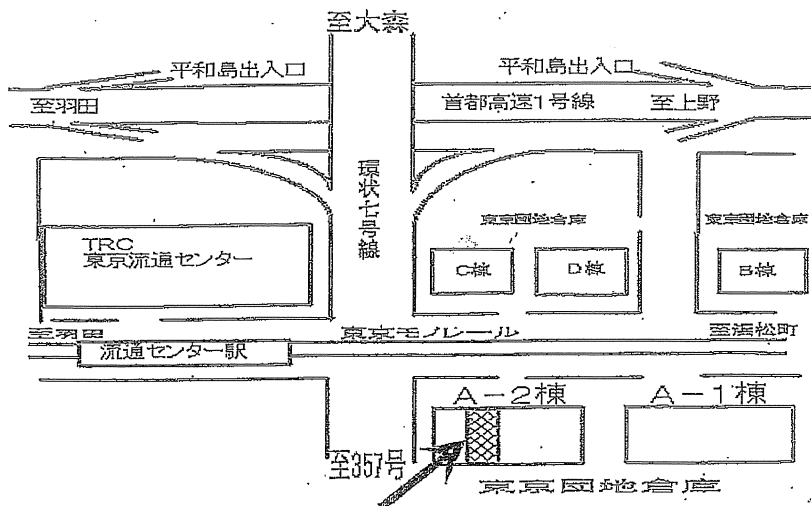 至大森
平和島出入口
平和島出入口
至羽田
首都高速1号線
至上野
環状七号線
東京団地倉庫
東京団地倉庫
TRC
東京流通センター
C棟
D棟
B棟
至羽田
東京モノレール
至浜松町
流通センター駅
A-2棟
A-1棟
至357号
東京団地倉庫